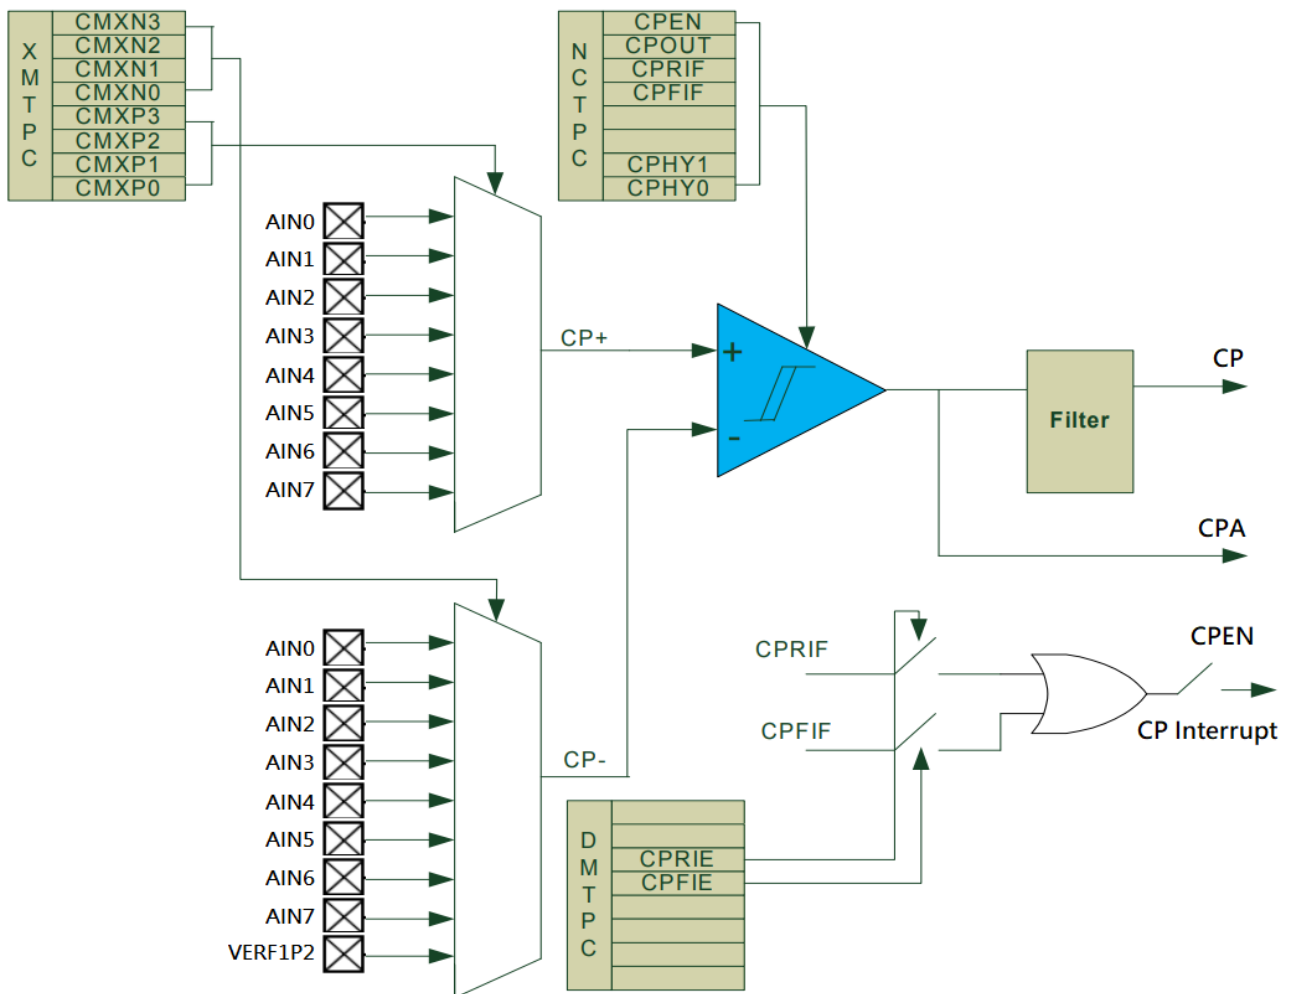 XMTPC
CMXN3
CMXN2
CMXN1
CMXN0
CMXP3
CMXP2
CMXP1
CMXP0
NCTPC
CPEN
CPOUT
CPRIF
CPFIF
CPHY1
CPHY0
AIN0
AIN1
AIN2
AIN3
AIN4
AIN5
AIN6
AIN7
CP+
+
-
Filter
CP
CPA
AIN0
AIN1
AIN2
AIN3
AIN4
AIN5
AIN6
AIN7
VERF1P2
CP-
CPRIF
CPFIF
CPEN
CP Interrupt
DMTPC
CPRIE
CPFIE